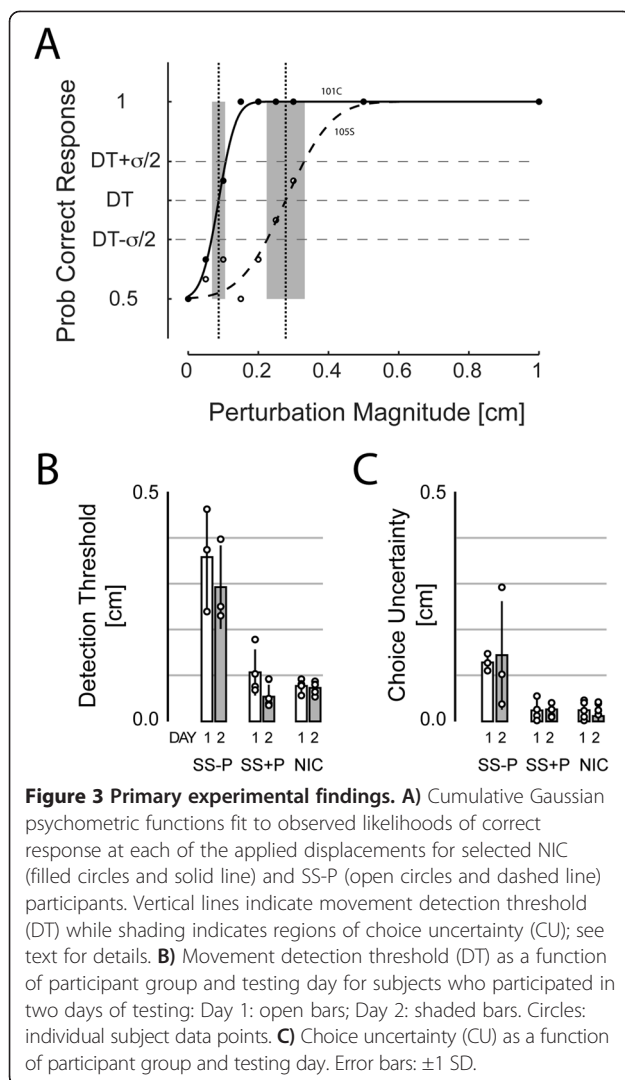 A
1
DT+σ/2
DT
DT-σ/2
0.5
Prob Correct Response
101C
105S
0 0.2 0.4 0.6 0.8 1
Perturbation Magnitude [cm]
B
0.5
0.0
Detection Threshold
[cm]
DAY 1 2 1 2 1 2
SS-P SS+P NIC
C
0.5
0.0
Choice Uncertainty
[cm]
1 2 1 2 1 2
SS-P SS+P NIC
Figure 3 Primary experimental findings. A) Cumulative Gaussian
psychometric functions fit to observed likelihoods of correct
response at each of the applied displacements for selected NIC
(filled circles and solid line) and SS-P (open circles and dashed line)
participants. Vertical lines indicate movement detection threshold
(DT) while shading indicates regions of choice uncertainty (CU); see
text for details. B) Movement detection threshold (DT) as a function
of participant group and testing day for subjects who participated in
two days of testing: Day 1: open bars; Day 2: shaded bars. Circles:
individual subject data points. C) Choice uncertainty (CU) as a function
of participant group and testing day. Error bars: ±1 SD.